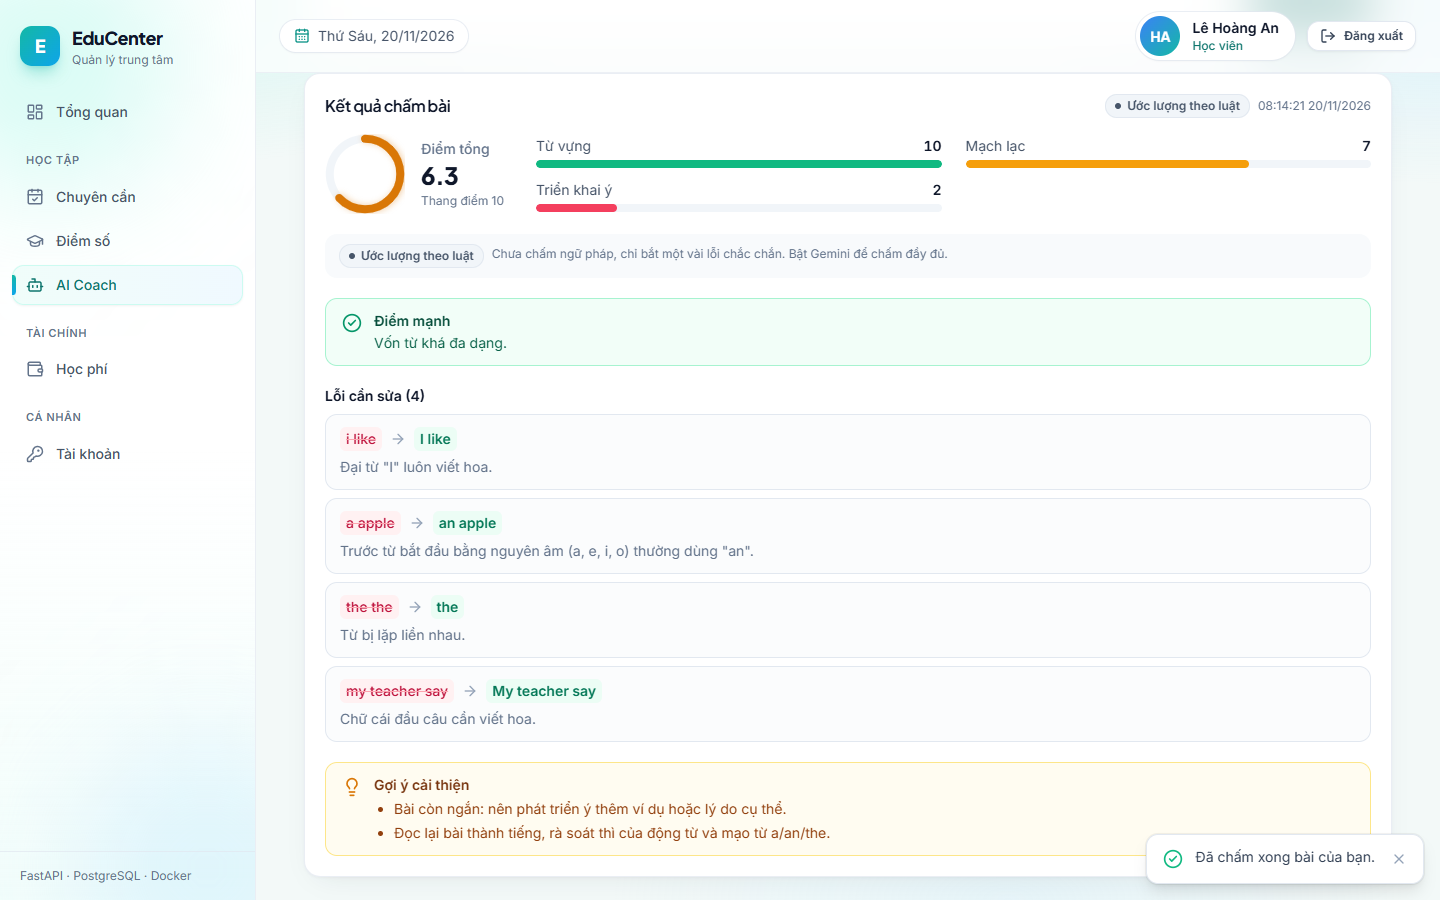 E
EduCenter
Quản lý trung tâm
Tổng quan
HỌC TẬP
Chuyên cần
Điểm số
AI Coach
TÀI CHÍNH
Học phí
CÁ NHÂN
Tài khoản
FastAPI · PostgreSQL · Docker
Thứ Sáu, 20/11/2026
HA
Lê Hoàng An
Học viên
Đăng xuất
Kết quả chấm bài
Ước lượng theo luật
08:14:21 20/11/2026
Điểm tổng
6.3
Thang điểm 10
Từ vựng 10
Mạch lạc 7
Triển khai ý 2
Ước lượng theo luật
Chưa chấm ngữ pháp, chỉ bắt một vài lỗi chắc chắn. Bật Gemini để chấm đầy đủ.
Điểm mạnh
Vốn từ khá đa dạng.
Lỗi cần sửa (4)
i like → I like
Đại từ "I" luôn viết hoa.
a apple → an apple
Trước từ bắt đầu bằng nguyên âm (a, e, i, o) thường dùng "an".
the the → the
Từ bị lặp liền nhau.
my teacher say → My teacher say
Chữ cái đầu câu cần viết hoa.
Gợi ý cải thiện
• Bài còn ngắn: nên phát triển ý thêm ví dụ hoặc lý do cụ thể.
• Đọc lại bài thành tiếng, rà soát thì của động từ và mạo từ a/an/the.
Đã chấm xong bài của bạn.